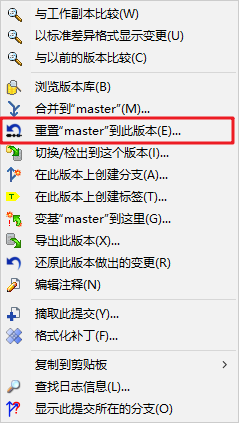 与工作副本比较(W)
以标准差异格式显示变更(U)
与以前的版本比较(C)
浏览版本库(B)
合并到“master”(M)...
重置“master”到此版本(E)...
切换/检出到这个版本(I)...
在此版本上创建分支(A)...
在此版本上创建标签(T)...
变基“master”到这里(G)...
导出此版本(X)...
还原此版本做出的变更(R)
编辑注释(N)
摘取此提交(Y)...
格式化补丁(F)...
复制到剪贴板
查找日志信息(L)...
显示此提交所在的分支(O)